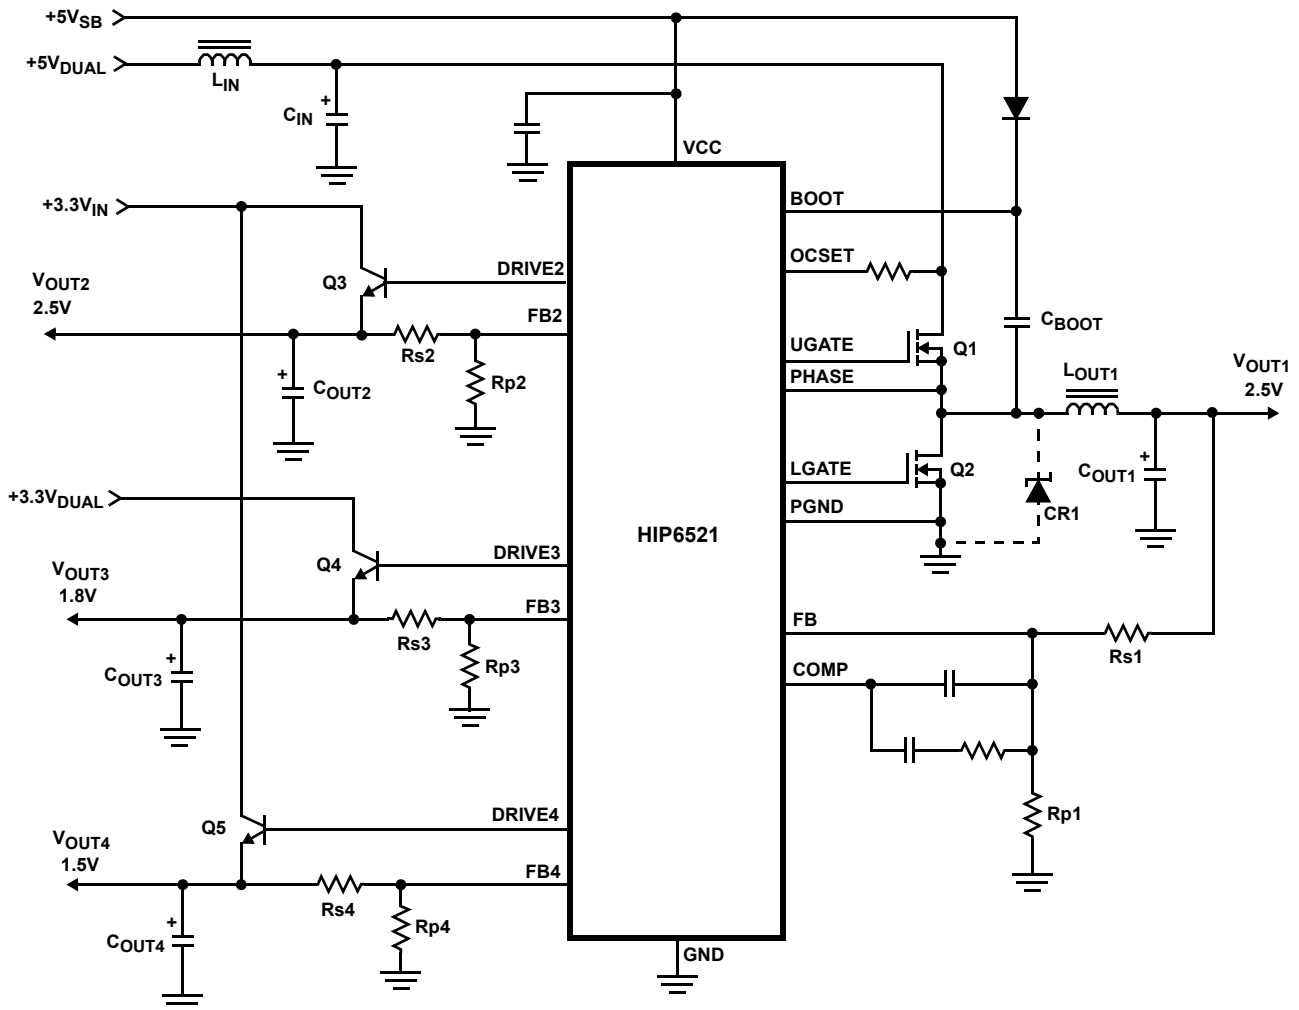 +5VSB
+5VDUAL
LIN
CIN
+
VCC
+3.3VIN
BOOT
OCSET
DRIVE2
Q3
VOUT2
2.5V
FB2
Rs2
Rp2
COUT2
+
CBOOT
UGATE
Q1
PHASE
LOUT1
VOUT1
2.5V
LGATE
Q2
COUT1
+
PGND
CR1
+3.3VDUAL
HIP6521
DRIVE3
Q4
VOUT3
1.8V
FB3
Rs3
Rp3
COUT3
+
FB
Rs1
COMP
Rp1
DRIVE4
Q5
VOUT4
1.5V
FB4
Rs4
Rp4
COUT4
+
GND